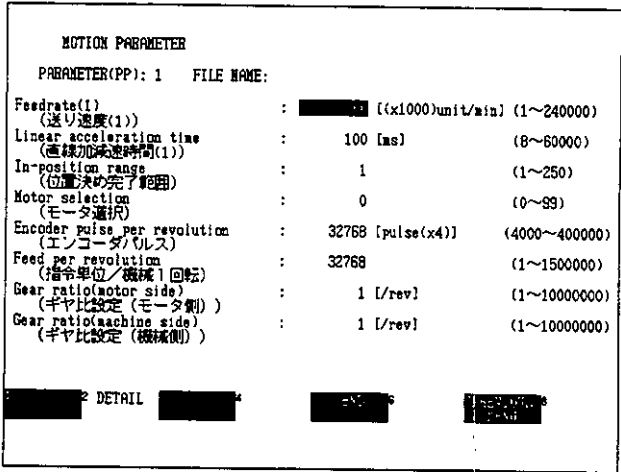 MOTION PARAMETER
PARAMETER(PP): 1 FILE NAME:
Feedrate(1) : [(x1000)unit/min] (1～240000)
(送り速度(1))
Linear acceleration time : 100 [ms] (8～60000)
(直線加減速時間(1))
In-position range : 1 (1～250)
(位置決め完了範囲)
Motor selection : 0 (0～99)
(モータ選択)
Encoder pulse per revolution : 32768 [pulse(x4)] (4000～400000)
(エンコーダパルス)
Feed per revolution : 32768 (1～1500000)
(指令単位／機械1回転)
Gear ratio(motor side) : 1 [/rev] (1～10000000)
(ギヤ比設定（モータ側）)
Gear ratio(machine side) : 1 [/rev] (1～10000000)
(ギヤ比設定（機械側）)
2 DETAIL 4 6 8